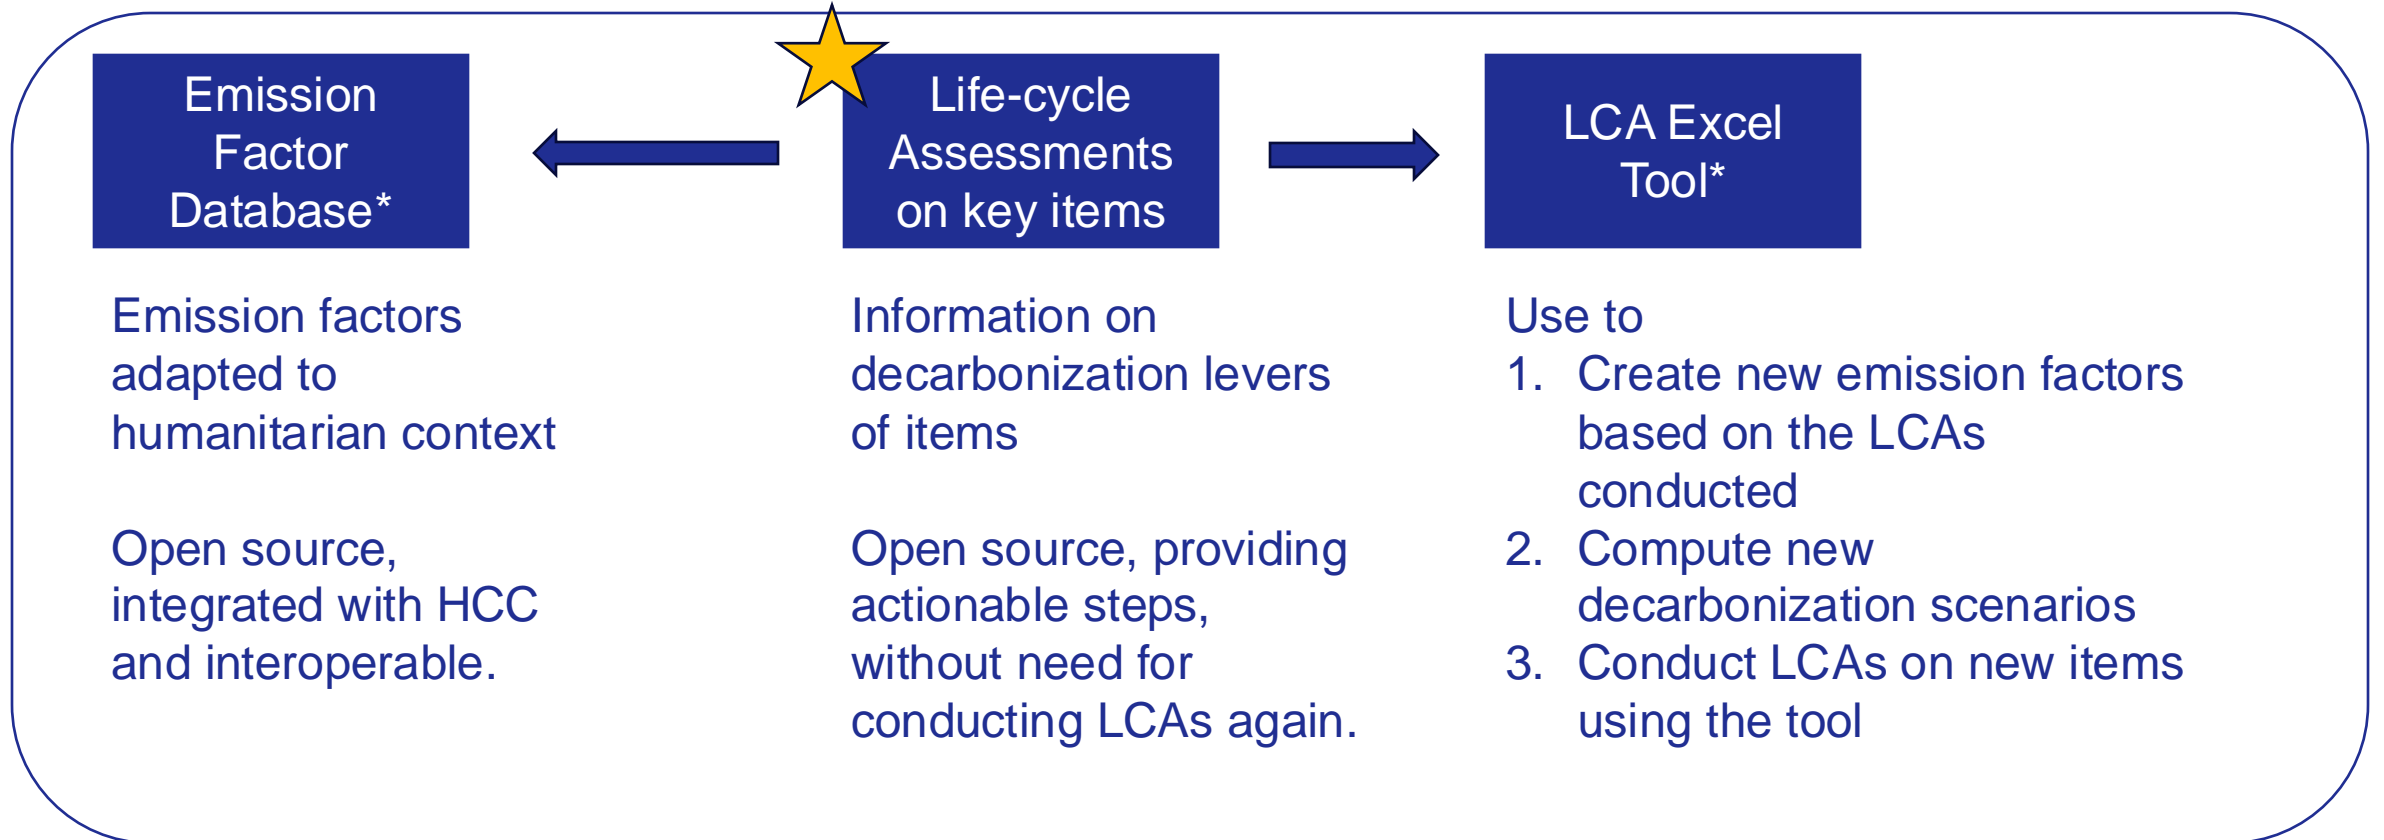 Emission
Factor
Database*
Life-cycle
Assessments
on key items
LCA Excel
Tool*
Emission factors
adapted to
humanitarian context
Open source,
integrated with HCC
and interoperable.
Information on
decarbonization levers
of items
Open source, providing
actionable steps,
without need for
conducting LCAs again.
Use to
1. Create new emission factors
based on the LCAs
conducted
2. Compute new
decarbonization scenarios
3. Conduct LCAs on new items
using the tool